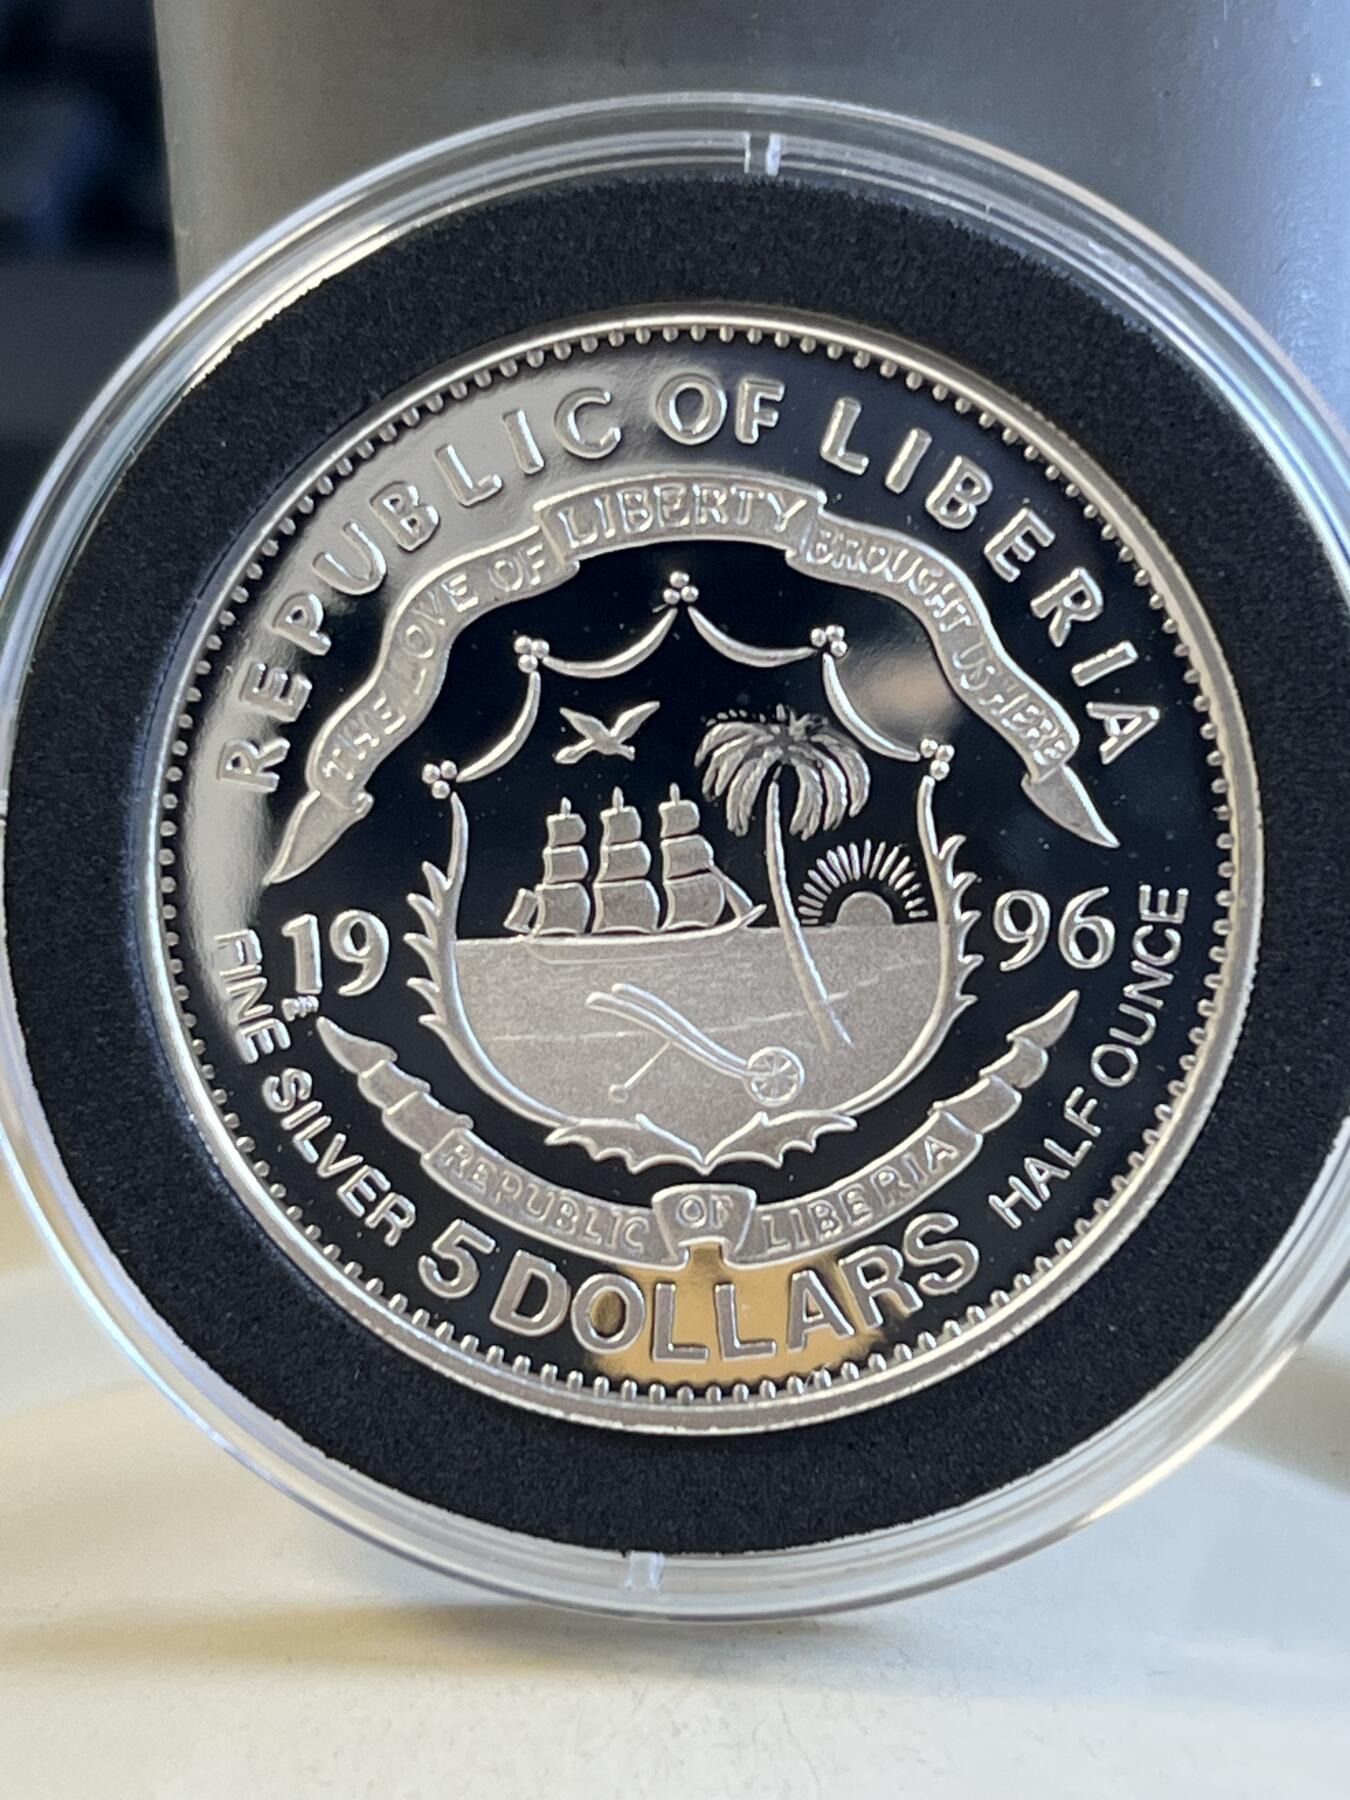 REPUBLIC OF LIBERIA
THE LOVE OF LIBERTY BROUGHT US HERE
19 96
FINE SILVER
HALF OUNCE
REPUBLIC OF LIBERIA
5 DOLLARS